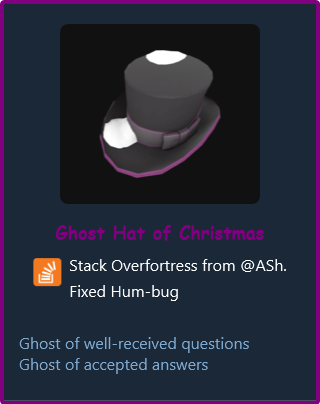 Ghost Hat of Christmas
Stack Overfortress from @ASh.
Fixed Hum-bug
Ghost of well-received questions
Ghost of accepted answers